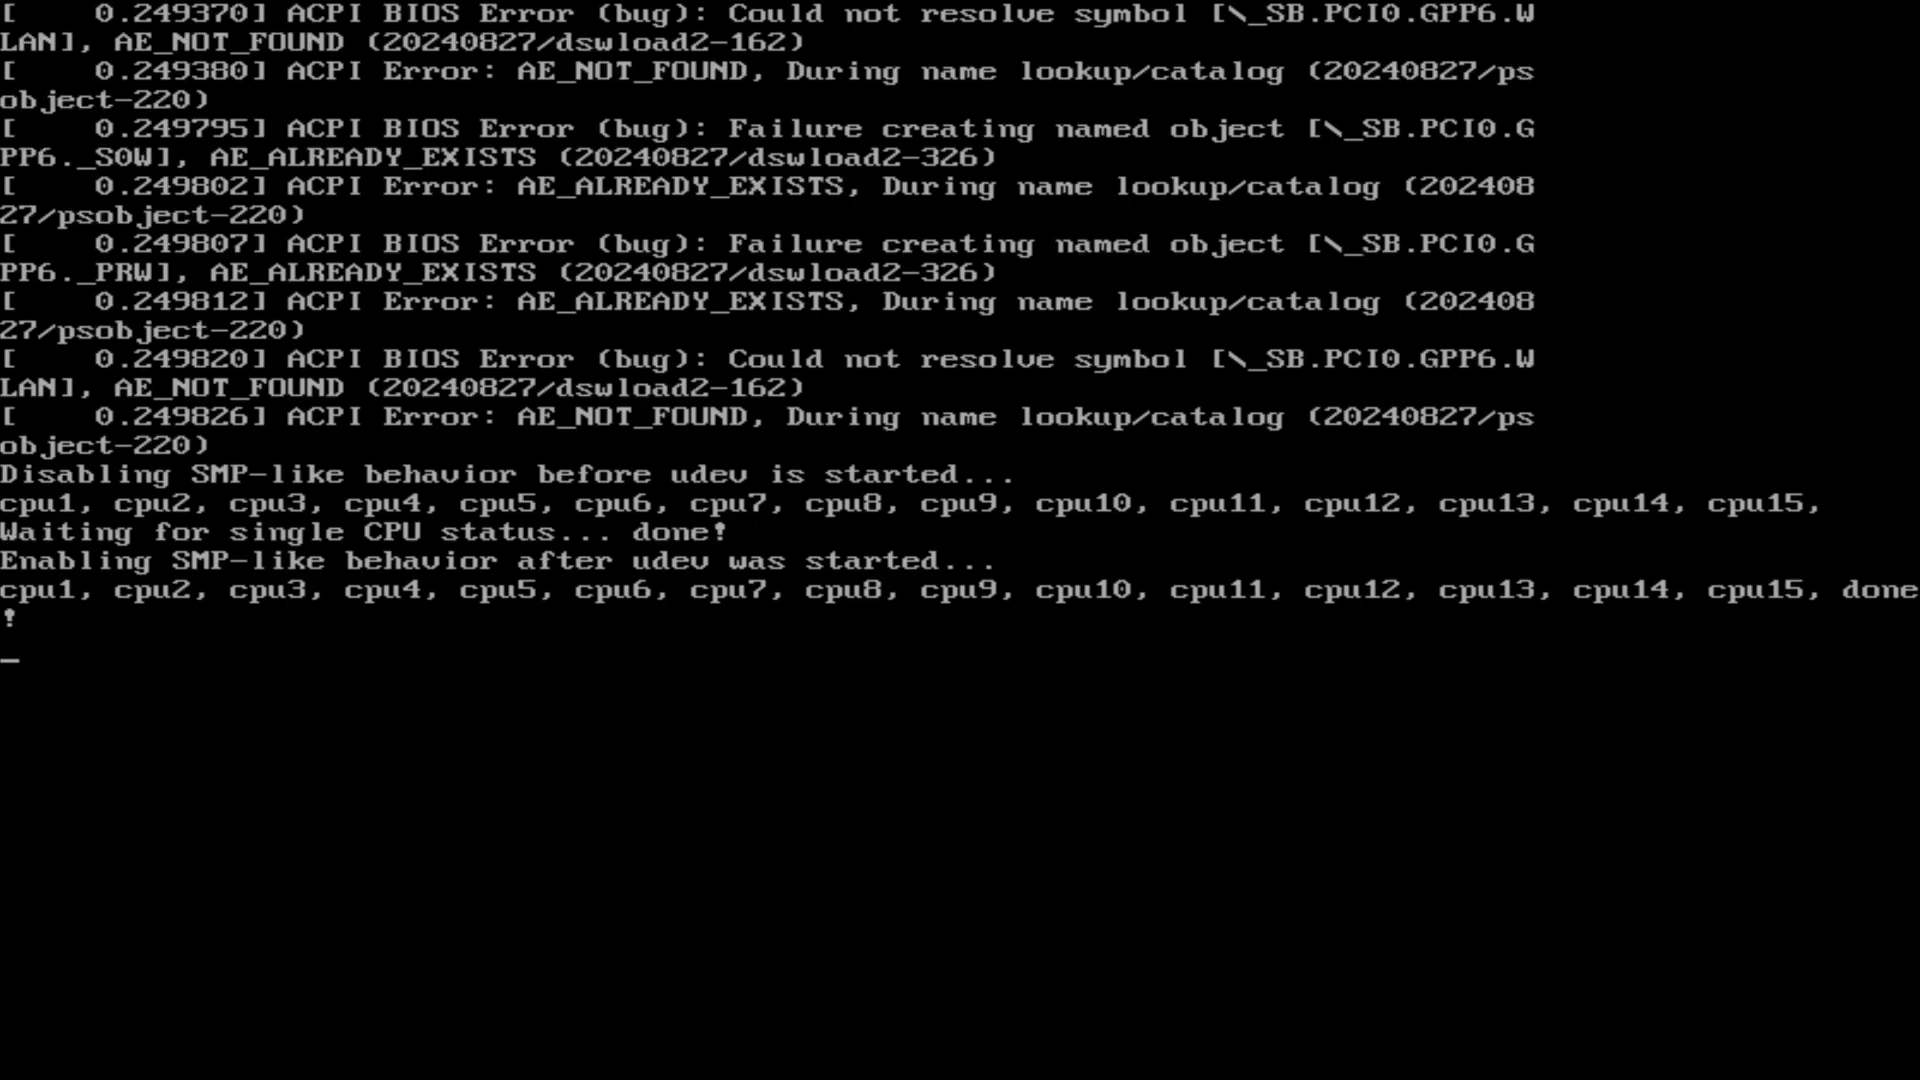 [    0.249370] ACPI BIOS Error (bug): Could not resolve symbol [\_SB.PCI0.GPP6.W
LAN], AE_NOT_FOUND (20240827/dswload2-162)
[    0.249380] ACPI Error: AE_NOT_FOUND, During name lookup/catalog (20240827/ps
object-220)
[    0.249795] ACPI BIOS Error (bug): Failure creating named object [\_SB.PCI0.G
PP6._S0W], AE_ALREADY_EXISTS (20240827/dswload2-326)
[    0.249802] ACPI Error: AE_ALREADY_EXISTS, During name lookup/catalog (202408
27/psobject-220)
[    0.249807] ACPI BIOS Error (bug): Failure creating named object [\_SB.PCI0.G
PP6._PRW], AE_ALREADY_EXISTS (20240827/dswload2-326)
[    0.249812] ACPI Error: AE_ALREADY_EXISTS, During name lookup/catalog (202408
27/psobject-220)
[    0.249820] ACPI BIOS Error (bug): Could not resolve symbol [\_SB.PCI0.GPP6.W
LAN], AE_NOT_FOUND (20240827/dswload2-162)
[    0.249826] ACPI Error: AE_NOT_FOUND, During name lookup/catalog (20240827/ps
object-220)
Disabling SMP-like behavior before udev is started...
cpu1, cpu2, cpu3, cpu4, cpu5, cpu6, cpu7, cpu8, cpu9, cpu10, cpu11, cpu12, cpu13, cpu14, cpu15,
Waiting for single CPU status... done!
Enabling SMP-like behavior after udev was started...
cpu1, cpu2, cpu3, cpu4, cpu5, cpu6, cpu7, cpu8, cpu9, cpu10, cpu11, cpu12, cpu13, cpu14, cpu15, done
!
_